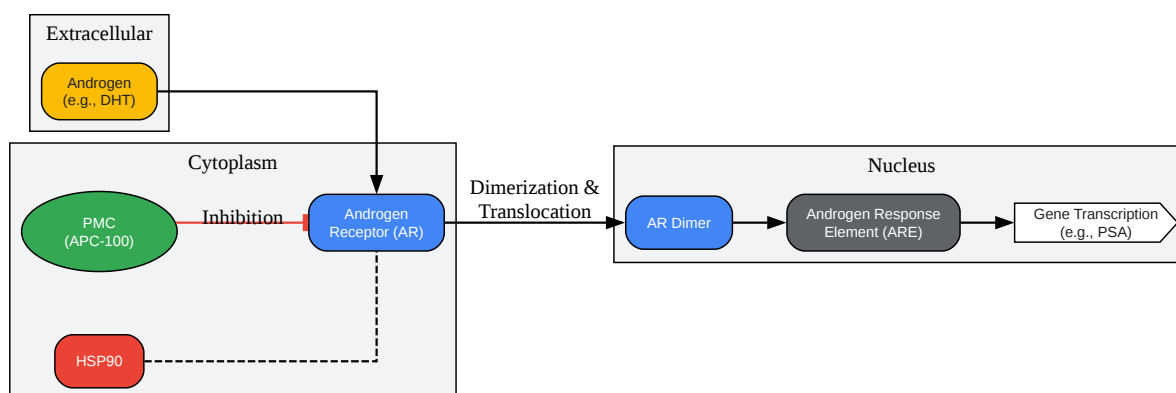 Extracellular
Androgen
(e.g., DHT)
Cytoplasm
PMC
(APC-100)
Inhibition
Androgen
Receptor (AR)
HSP90
Dimerization &
Translocation
Nucleus
AR Dimer
Androgen Response
Element (ARE)
Gene Transcription
(e.g., PSA)